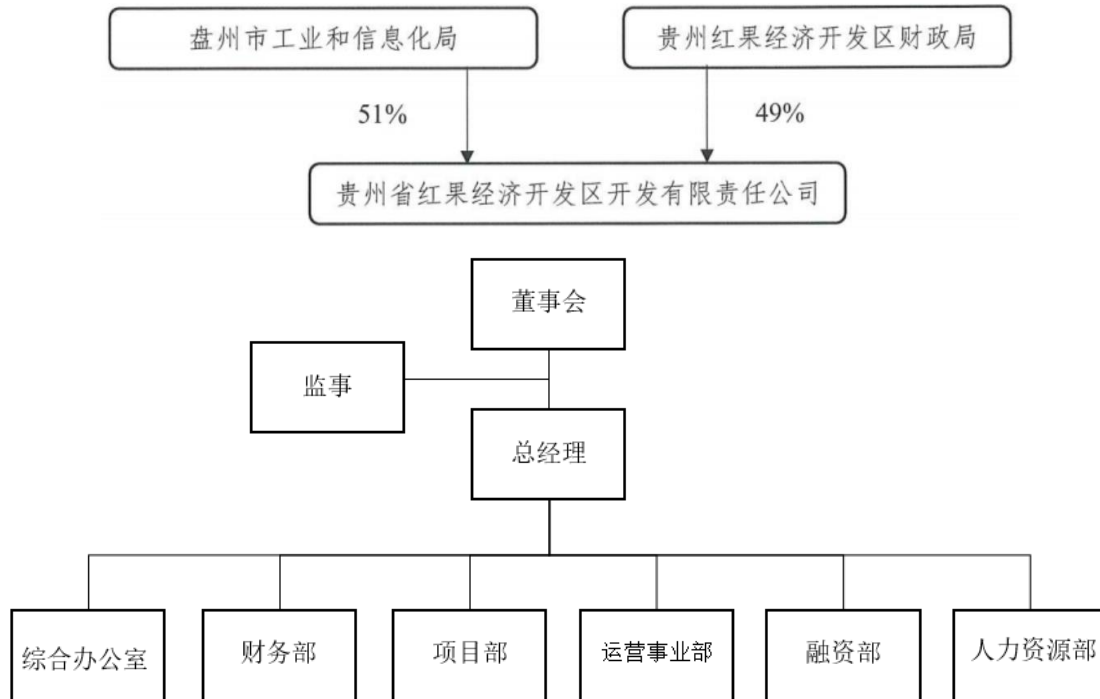 盘州市工业和信息化局
贵州红果经济开发区财政局
51%
49%
贵州省红果经济开发区开发有限责任公司
董事会
监事
总经理
综合办公室
财务部
项目部
运营事业部
融资部
人力资源部